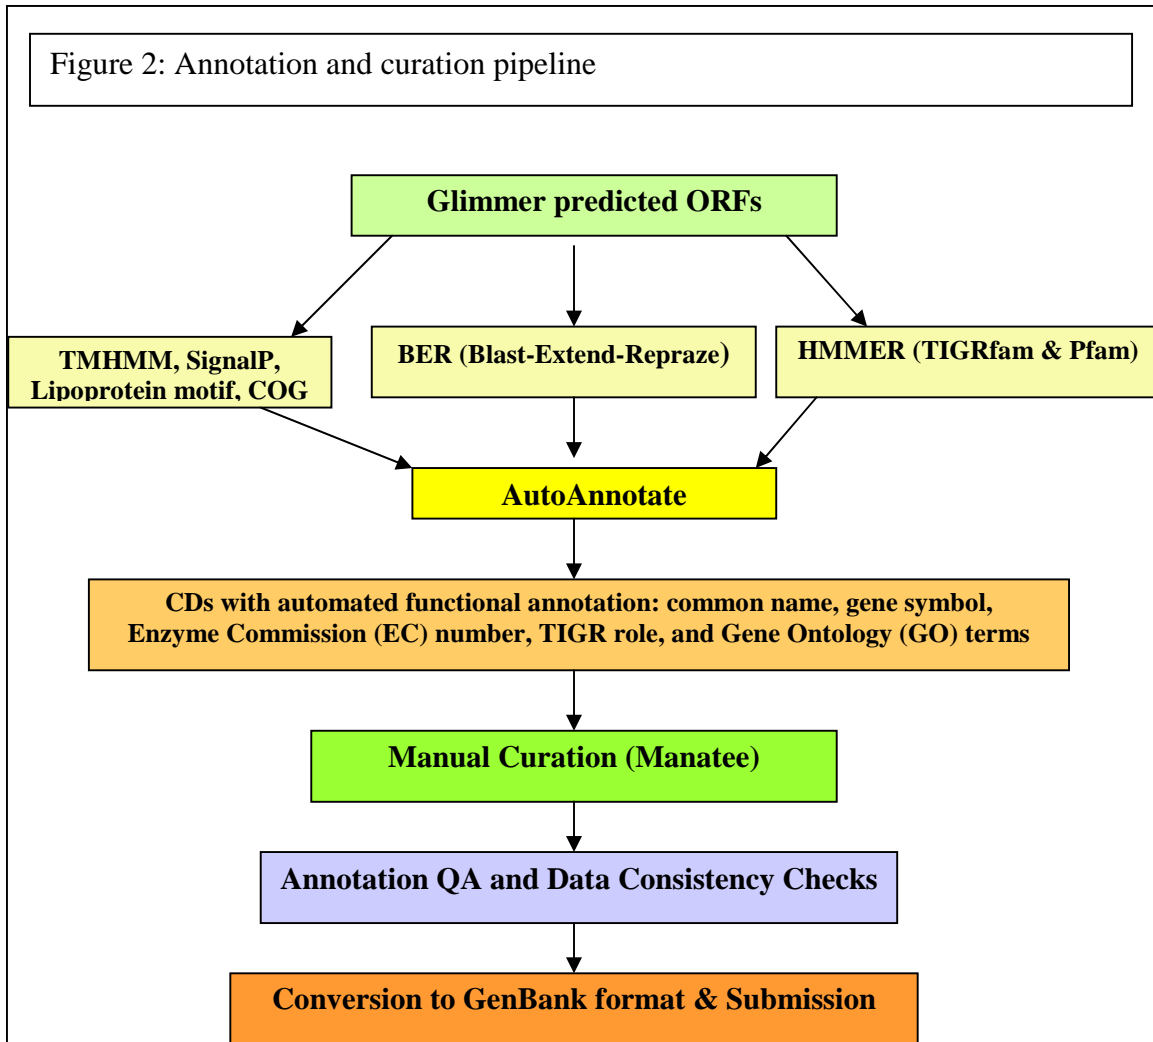 Figure 2: Annotation and curation pipeline
Glimmer predicted ORFs
TMHMM, SignalP,
Lipoprotein motif, COG
BER (Blast-Extend-Repraze)
HMMER (TIGRfam & Pfam)
AutoAnnotate
CDs with automated functional annotation: common name, gene symbol,
Enzyme Commission (EC) number, TIGR role, and Gene Ontology (GO) terms
Manual Curation (Manatee)
Annotation QA and Data Consistency Checks
Conversion to GenBank format & Submission